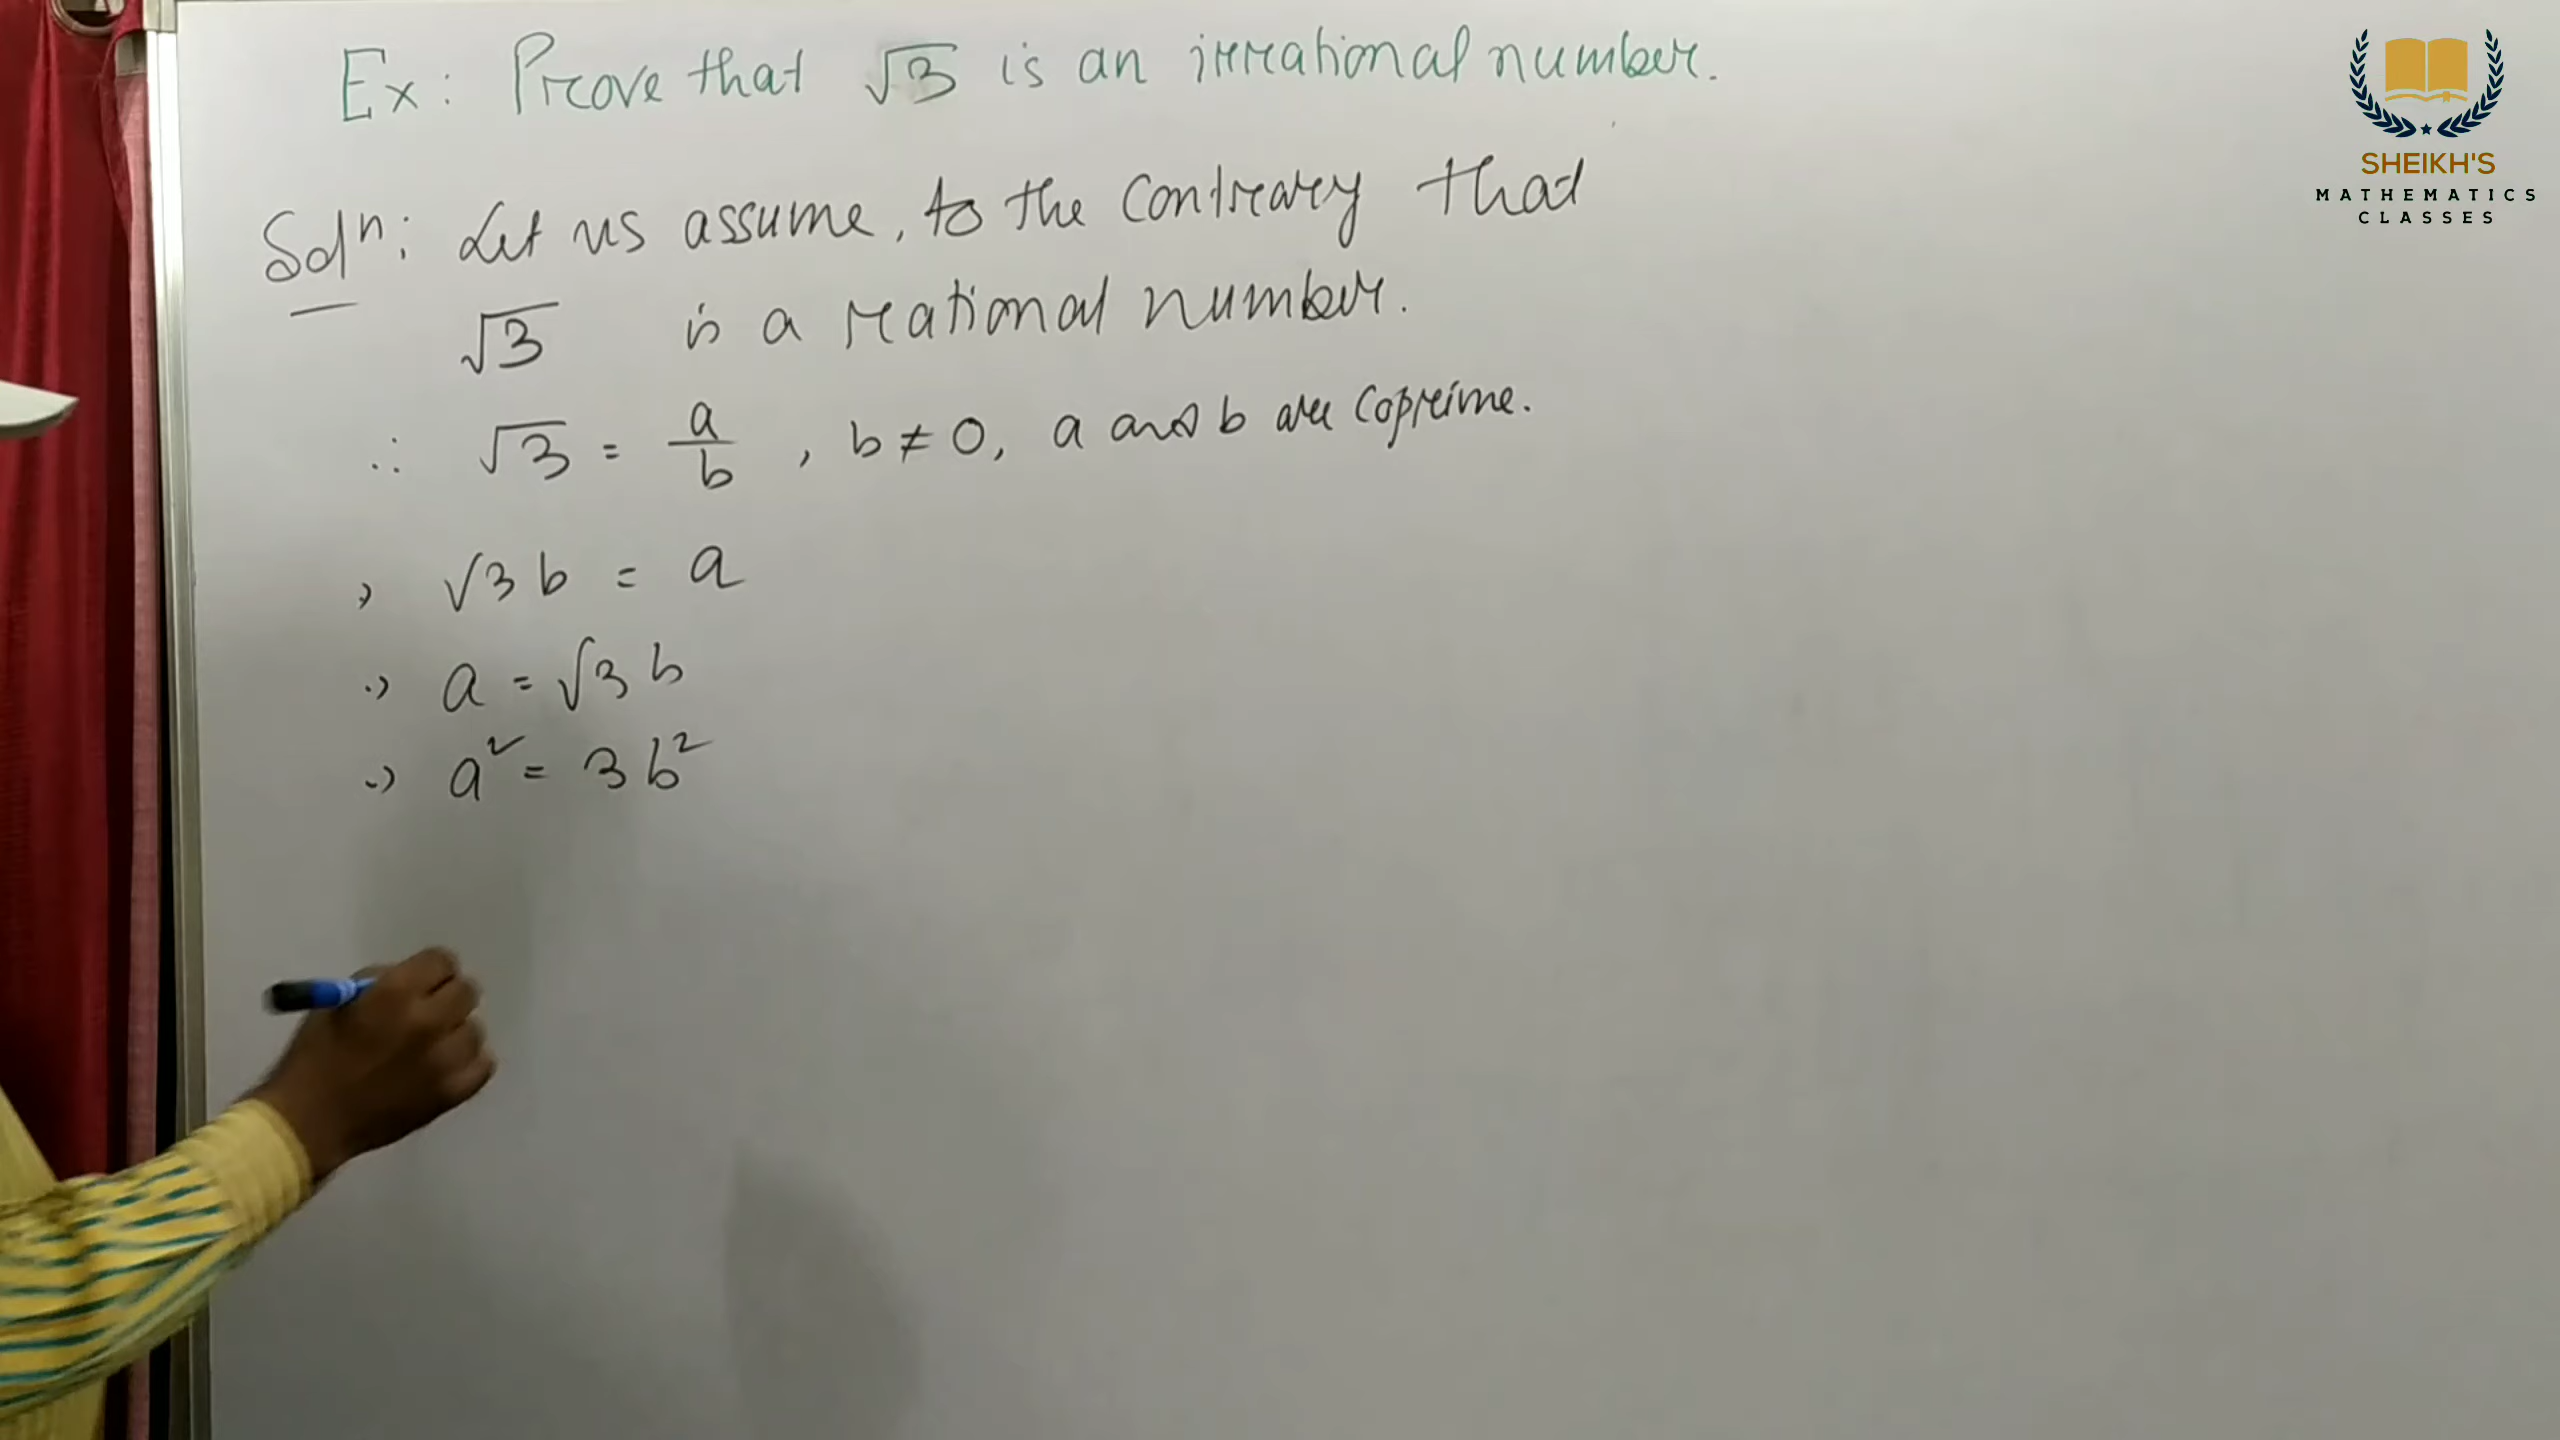 Ex: Prove that √3 is an irrational number.
Solⁿ: Let us assume, to the contrary that
√3 is a rational number.
∴ √3 = a/b, b ≠ 0, a and b are coprime.
⇒ √3 b = a
⇒ a = √3 b
⇒ a² = 3b²
SHEIKH'S
MATHEMATICS
CLASSES